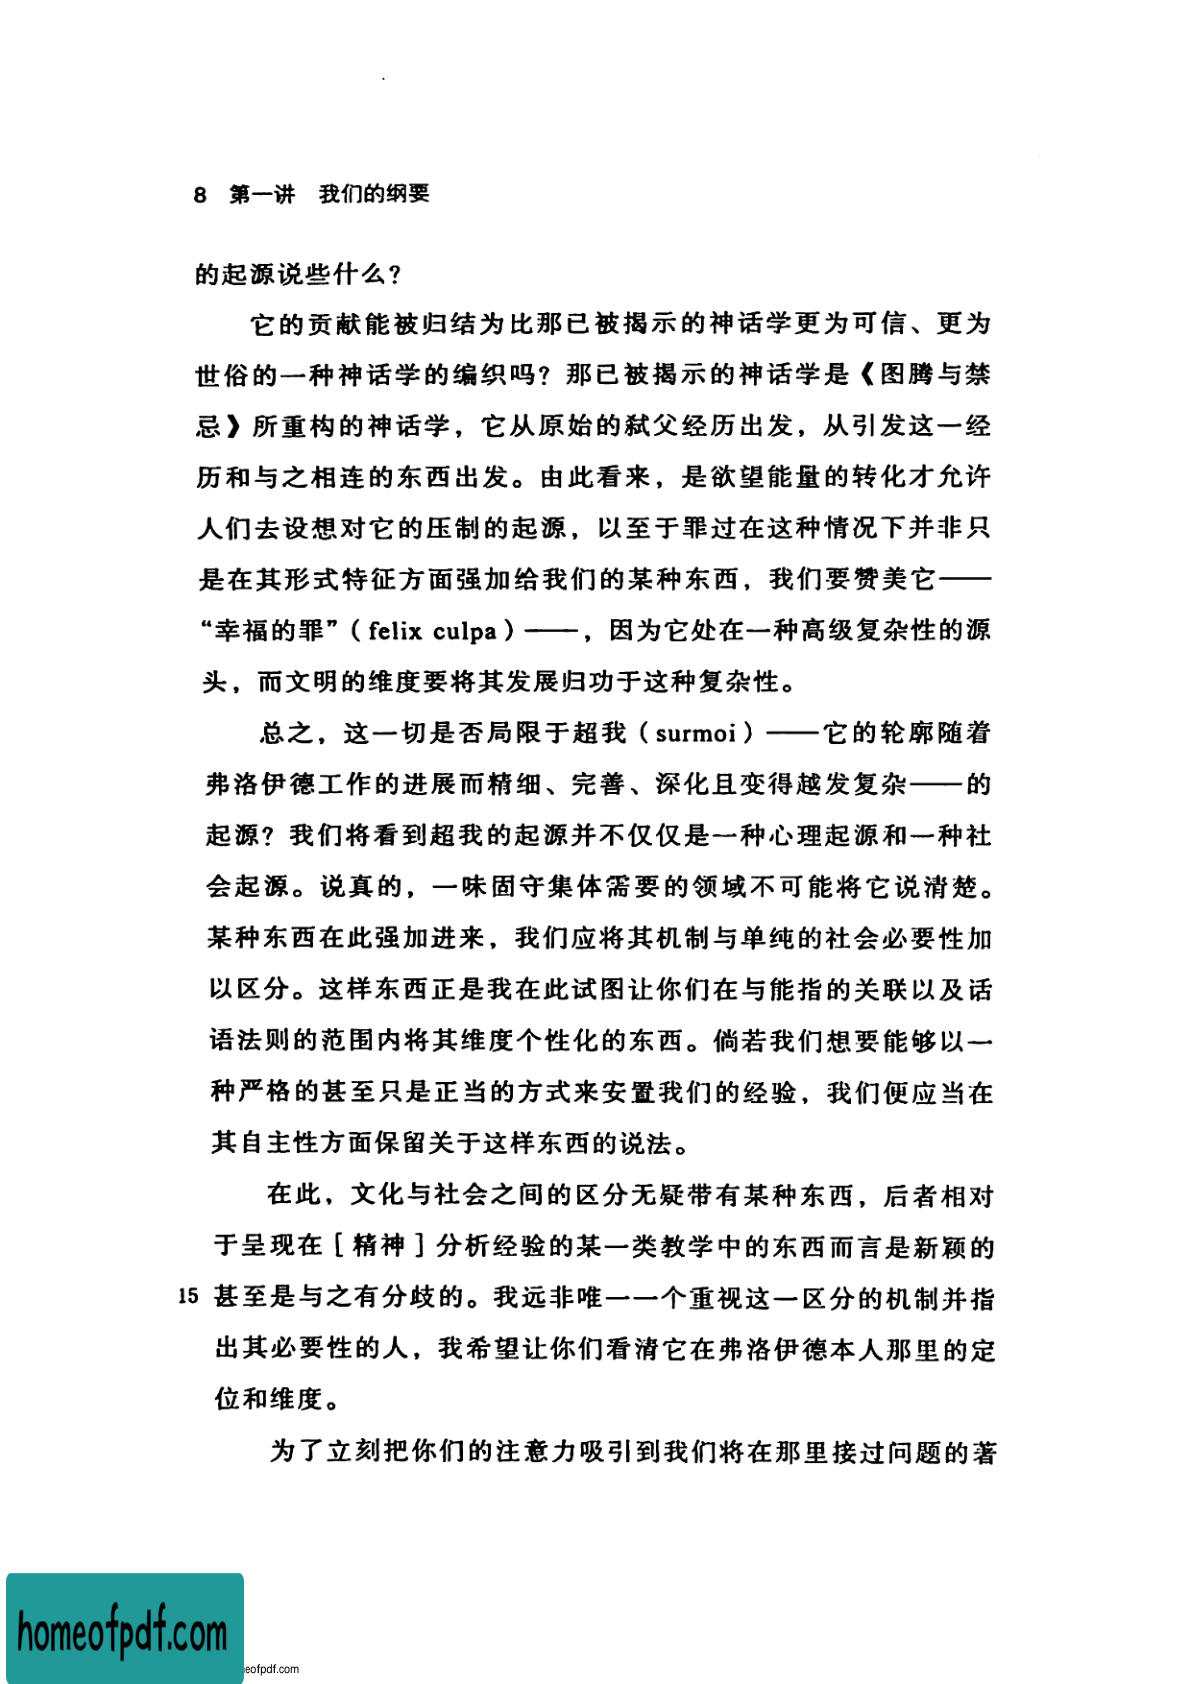 8 第一讲 我们的纲要
的起源说些什么？
它的贡献能被归结为比那已被揭示的神话学更为可信、更为
世俗的一种神话学的编织吗？那已被揭示的神话学是《图腾与禁
忌》所重构的神话学，它从原始的弑父经历出发，从引发这一经
历和与之相连的东西出发。由此看来，是欲望能量的转化才允许
人们去设想对它的压制的起源，以至于罪过在这种情况下并非只
是在其形式特征方面强加给我们的某种东西，我们要赞美它——
“幸福的罪”（felix culpa）——，因为它处在一种高级复杂性的源
头，而文明的维度要将其发展归功于这种复杂性。
总之，这一切是否局限于超我（surmoi）——它的轮廓随着
弗洛伊德工作的进展而精细、完善、深化且变得越发复杂——的
起源？我们将看到超我的起源并不仅仅是一种心理起源和一种社
会起源。说真的，一味固守集体需要的领域不可能将它说清楚。
某种东西在此强加进来，我们应将其机制与单纯的社会必要性加
以区分。这样东西正是我在此试图让你们在与能指的关联以及话
语法则的范围内将其维度个性化的东西。倘若我们想要能够以一
种严格的甚至只是正当的方式来安置我们的经验，我们便应当在
其自主性方面保留关于这样东西的说法。
在此，文化与社会之间的区分无疑带有某种东西，后者相对
于呈现在［精神］分析经验的某一类教学中的东西而言是新颖的
15 甚至是与之有分歧的。我远非唯一一个重视这一区分的机制并指
出其必要性的人，我希望让你们看清它在弗洛伊德本人那里的定
位和维度。
为了立刻把你们的注意力吸引到我们将在那里接过问题的著
homeofpdf.com
eofpdf.com